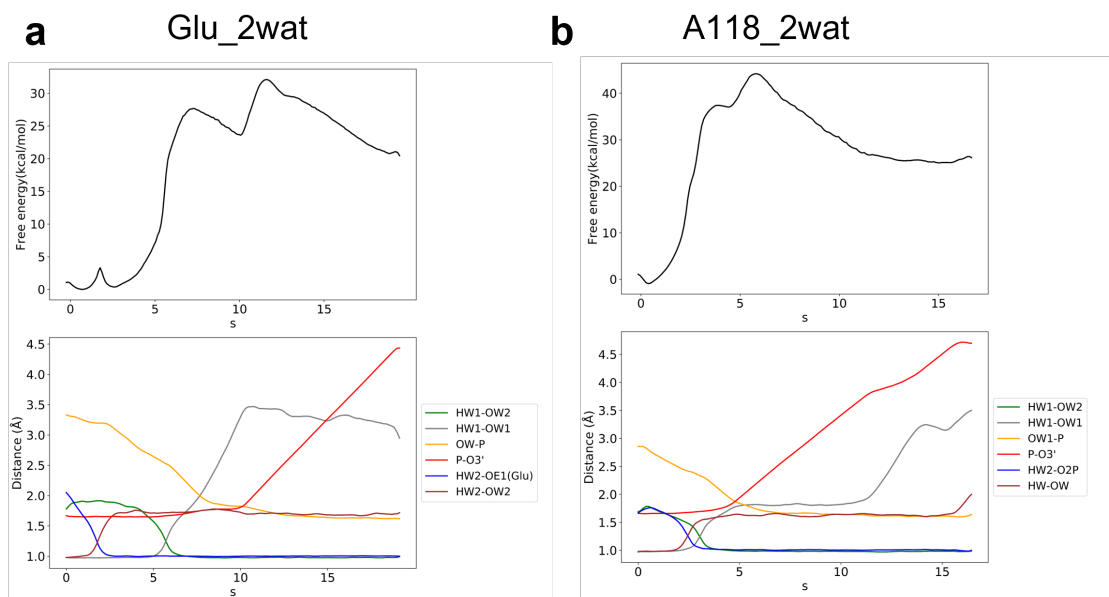 a
Glu_2wat
b
A118_2wat
Free energy(kcal/mol)
30
25
20
15
10
5
0
0
5
10
15
s
Free energy(kcal/mol)
40
30
20
10
0
0
5
10
15
s
Distance (Å)
4.5
4.0
3.5
3.0
2.5
2.0
1.5
1.0
0
5
10
15
s
HW1-OW2
HW1-OW1
OW-P
P-O3'
HW2-OE1(Glu)
HW2-OW2
Distance (Å)
4.5
4.0
3.5
3.0
2.5
2.0
1.5
1.0
0
5
10
15
s
HW1-OW2
HW1-OW1
OW1-P
P-O3'
HW2-O2P
HW-OW